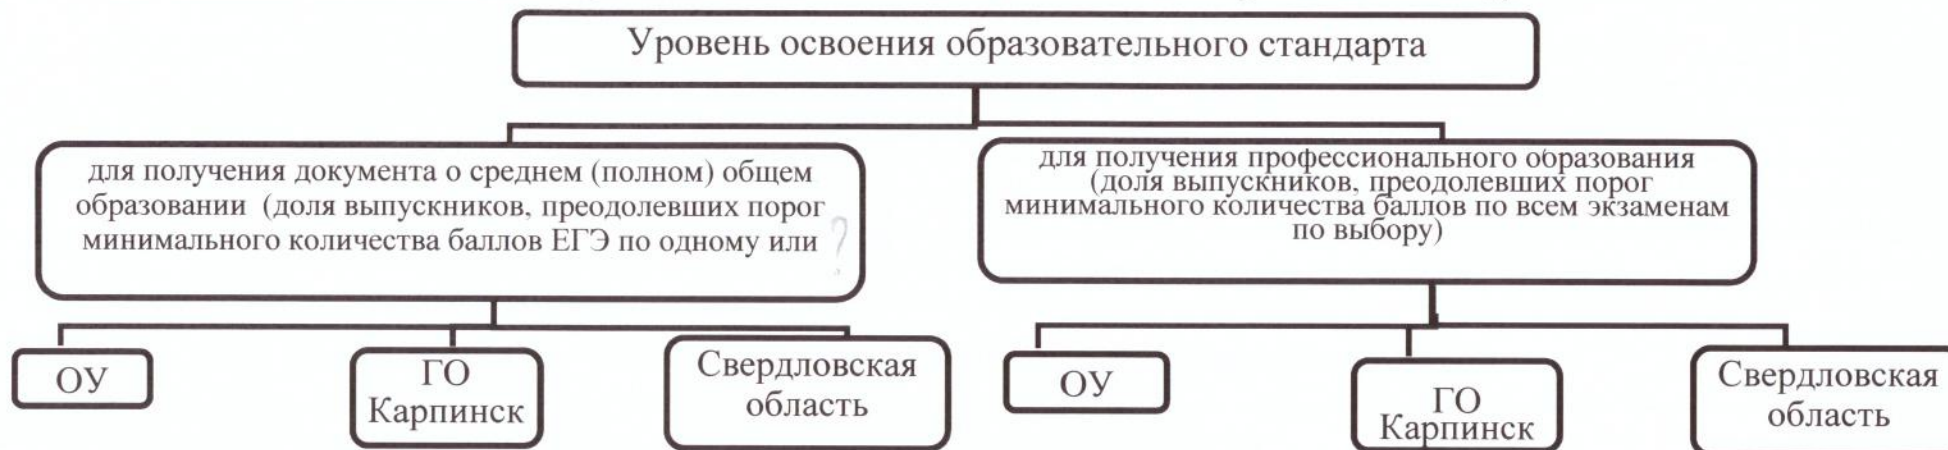 Уровень освоения образовательного стандарта
для получения документа о среднем (полном) общем
образовании (доля выпускников, преодолевших порог
минимального количества баллов ЕГЭ по одному или ?
для получения профессионального образования
(доля выпускников, преодолевших порог
минимального количества баллов по всем экзаменам
по выбору)
ОУ
ГО
Карпинск
Свердловская
область
ОУ
ГО
Карпинск
Свердловская
область